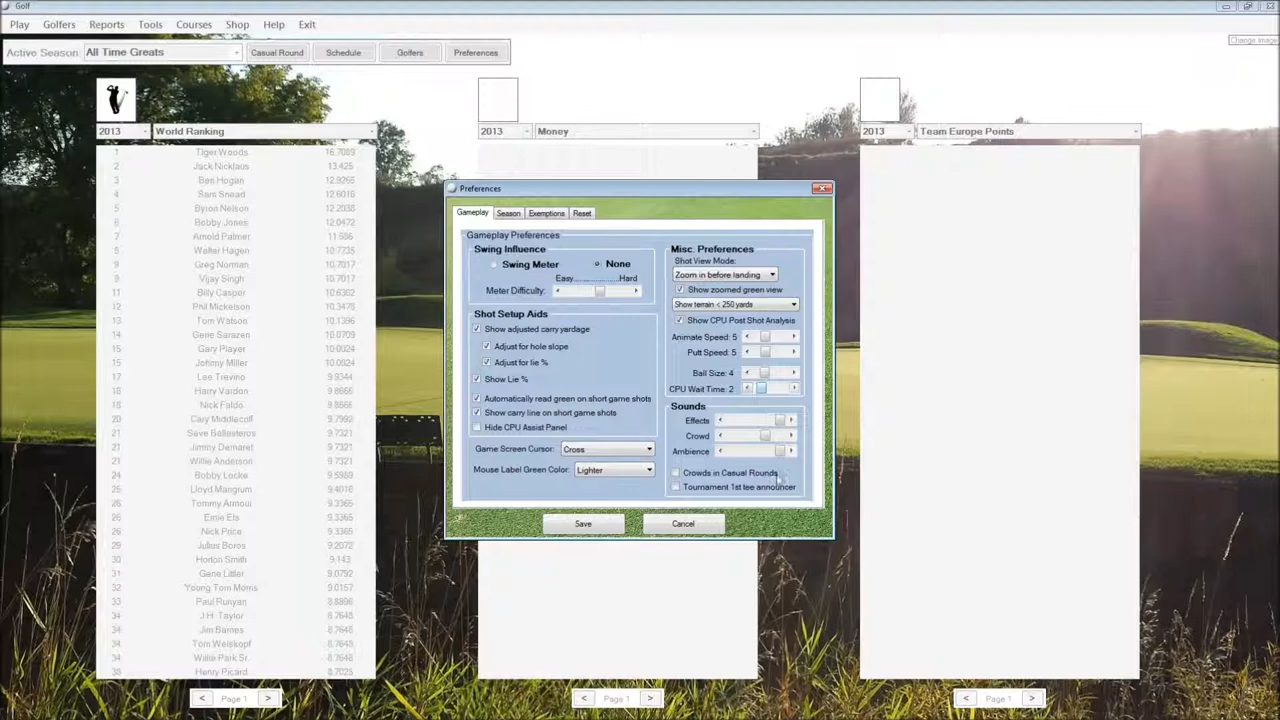 Golf
Play Golfers Reports Tools Courses Shop Help Exit
Active Season: All Time Greats Casual Round Schedule Golfers Preferences
Change Image
2013 World Ranking
1 Tiger Woods 16.7089
2 Jack Nicklaus 13.425
3 Ben Hogan 12.9265
4 Sam Snead 12.6016
5 Byron Nelson 12.2038
6 Bobby Jones 12.0472
7 Arnold Palmer 11.586
8 Walter Hagen 10.7735
9 Greg Norman 10.7017
9 Vijay Singh 10.7017
11 Billy Casper 10.6302
12 Phil Mickelson 10.3478
13 Tom Watson 10.1396
14 Gene Sarazen 10.0709
15 Gary Player 10.0024
15 Johnny Miller 10.0024
17 Lee Trevino 9.9344
18 Harry Vardon 9.8666
18 Nick Faldo 9.8666
20 Cary Middlecoff 9.7992
21 Seve Ballesteros 9.7321
21 Jimmy Demaret 9.7321
21 Willie Anderson 9.7321
24 Bobby Locke 9.5989
25 Lloyd Mangrum 9.4016
26 Tommy Armour 9.3365
26 Ernie Els 9.3365
26 Nick Price 9.3365
29 Julius Boros 9.2072
30 Horton Smith 9.143
31 Gene Littler 9.0792
32 Young Tom Morris 9.0157
33 Paul Runyan 8.8896
34 J.H. Taylor 8.7648
34 Jim Barnes 8.7648
34 Tom Weiskopf 8.7648
34 Willie Park Sr. 8.7648
38 Henry Picard 8.7028
< Page 1 >
2013 Money
< Page 1 >
2013 Team Europe Points
< Page 1 >
Preferences
Gameplay Season Exemptions Reset
Gameplay Preferences
Swing Influence
Swing Meter None
Easy..............Hard
Meter Difficulty:
Shot Setup Aids
Show adjusted carry yardage
Adjust for hole slope
Adjust for lie %
Show Lie %
Automatically read green on short game shots
Show carry line on short game shots
Hide CPU Assist Panel
Game Screen Cursor: Cross
Mouse Label Green Color: Lighter
Misc. Preferences
Shot View Mode:
Zoom in before landing
Show zoomed green view
Show terrain < 250 yards
Show CPU Post Shot Analysis
Animate Speed: 5
Putt Speed: 5
Ball Size: 4
CPU Wait Time: 2
Sounds
Effects
Crowd
Ambience
Crowds in Casual Rounds
Tournament 1st tee announcer
Save Cancel